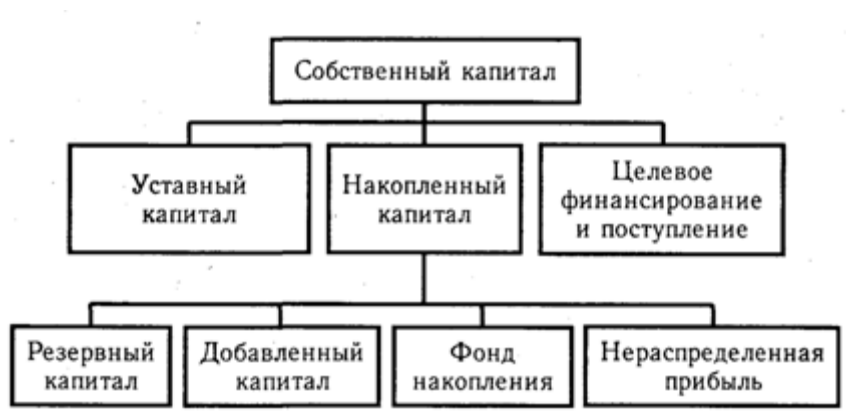 Собственный капитал
Уставный
капитал
Накопленный
капитал
Целевое
финансирование
и поступление
Резервный
капитал
Добавленный
капитал
Фонд
накопления
Нераспределенная
прибыль